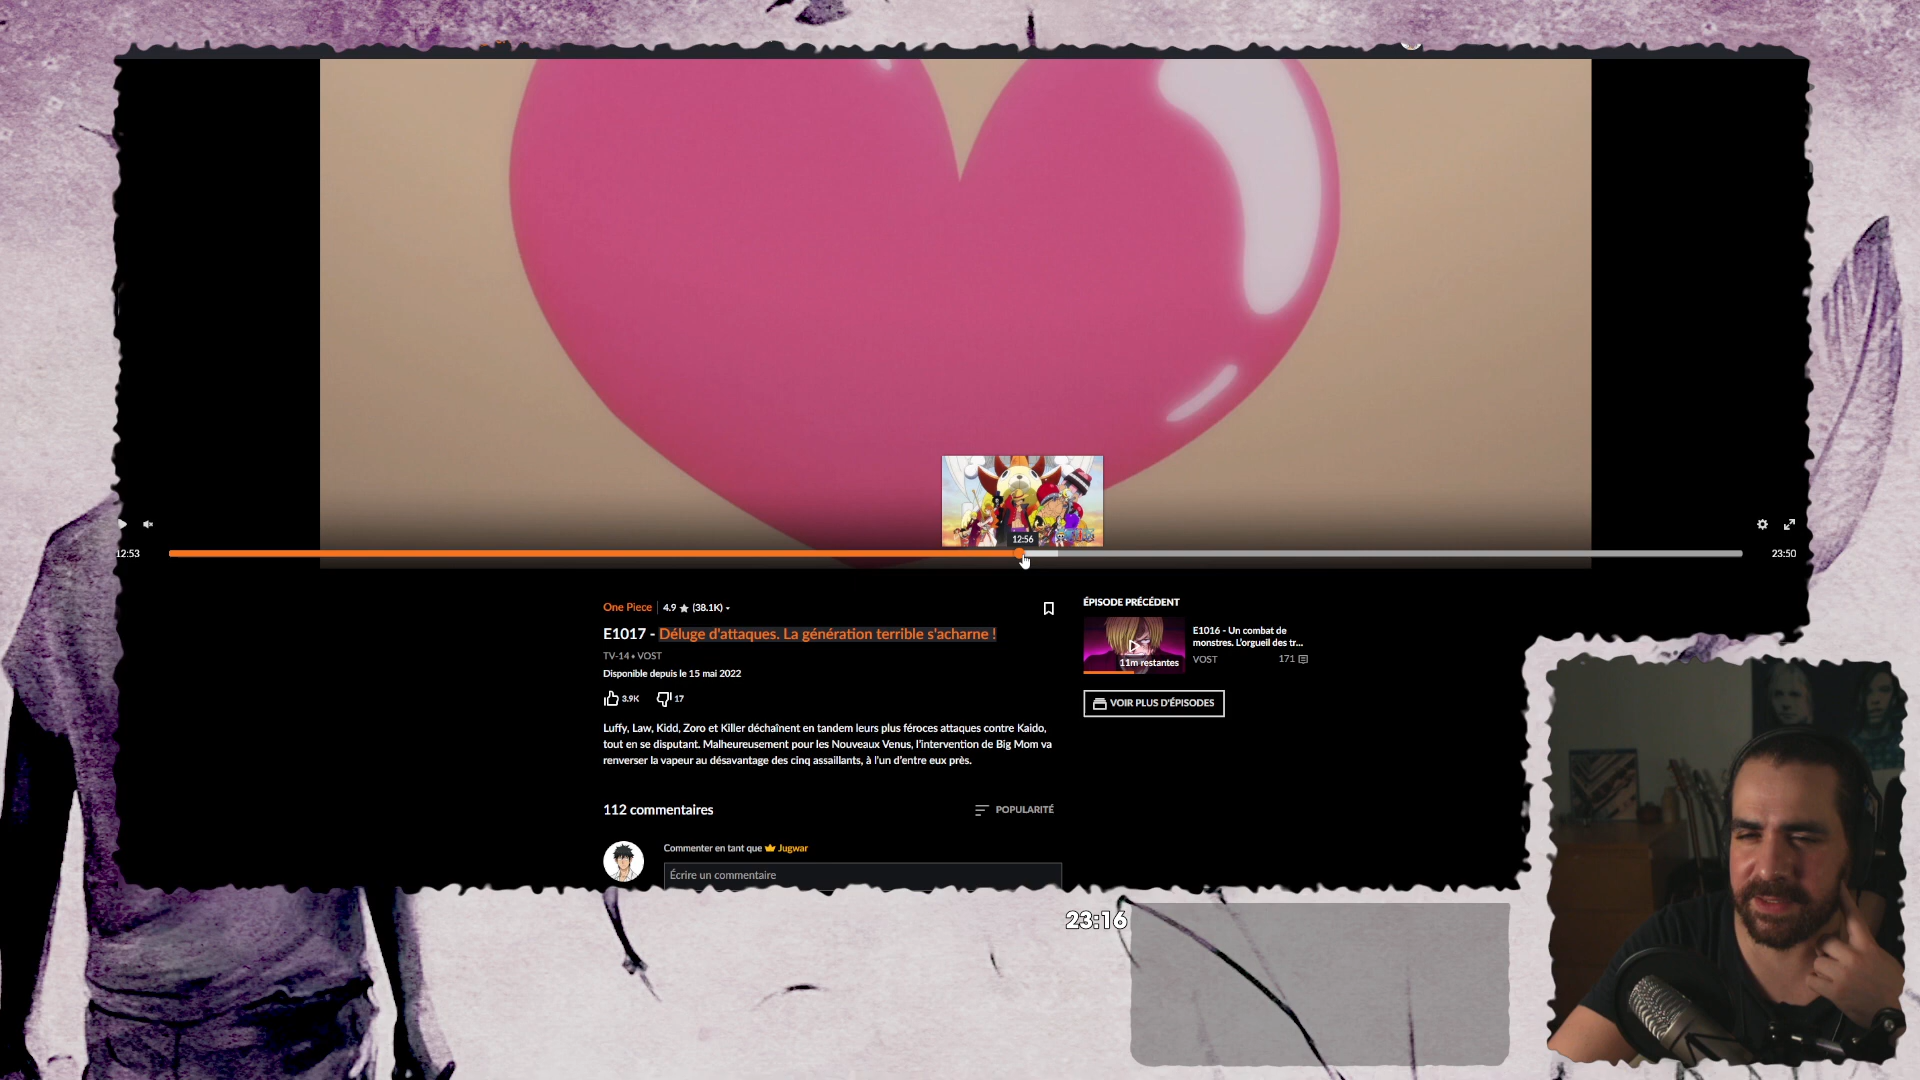 12:56
12:53
23:50
One Piece 4.9 ★ (38.1K)
E1017 - Déluge d'attaques. La génération terrible s'acharne !
TV-14 • VOST
Disponible depuis le 15 mai 2022
3.9K 17
Luffy, Law, Kidd, Zoro et Killer déchaînent en tandem leurs plus féroces attaques contre Kaido,
tout en se disputant. Malheureusement pour les Nouveaux Venus, l'intervention de Big Mom va
renverser la vapeur au désavantage des cinq assaillants, à l'un d'entre eux près.
112 commentaires
POPULARITÉ
Commenter en tant que Jugwar
Écrire un commentaire
ÉPISODE PRÉCÉDENT
11m restantes
E1016 - Un combat de
monstres. L'orgueil des tr...
VOST 171
VOIR PLUS D'ÉPISODES
23:16